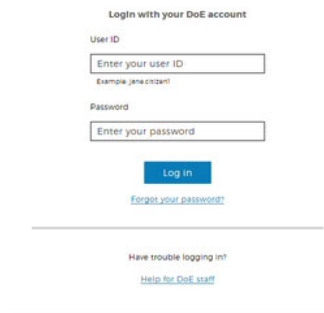 Login with your DoE account
User ID
Enter your user ID
Example: jane.citizen1
Password
Enter your password
Log in
Forgot your password?
Have trouble logging in?
Help for DoE staff